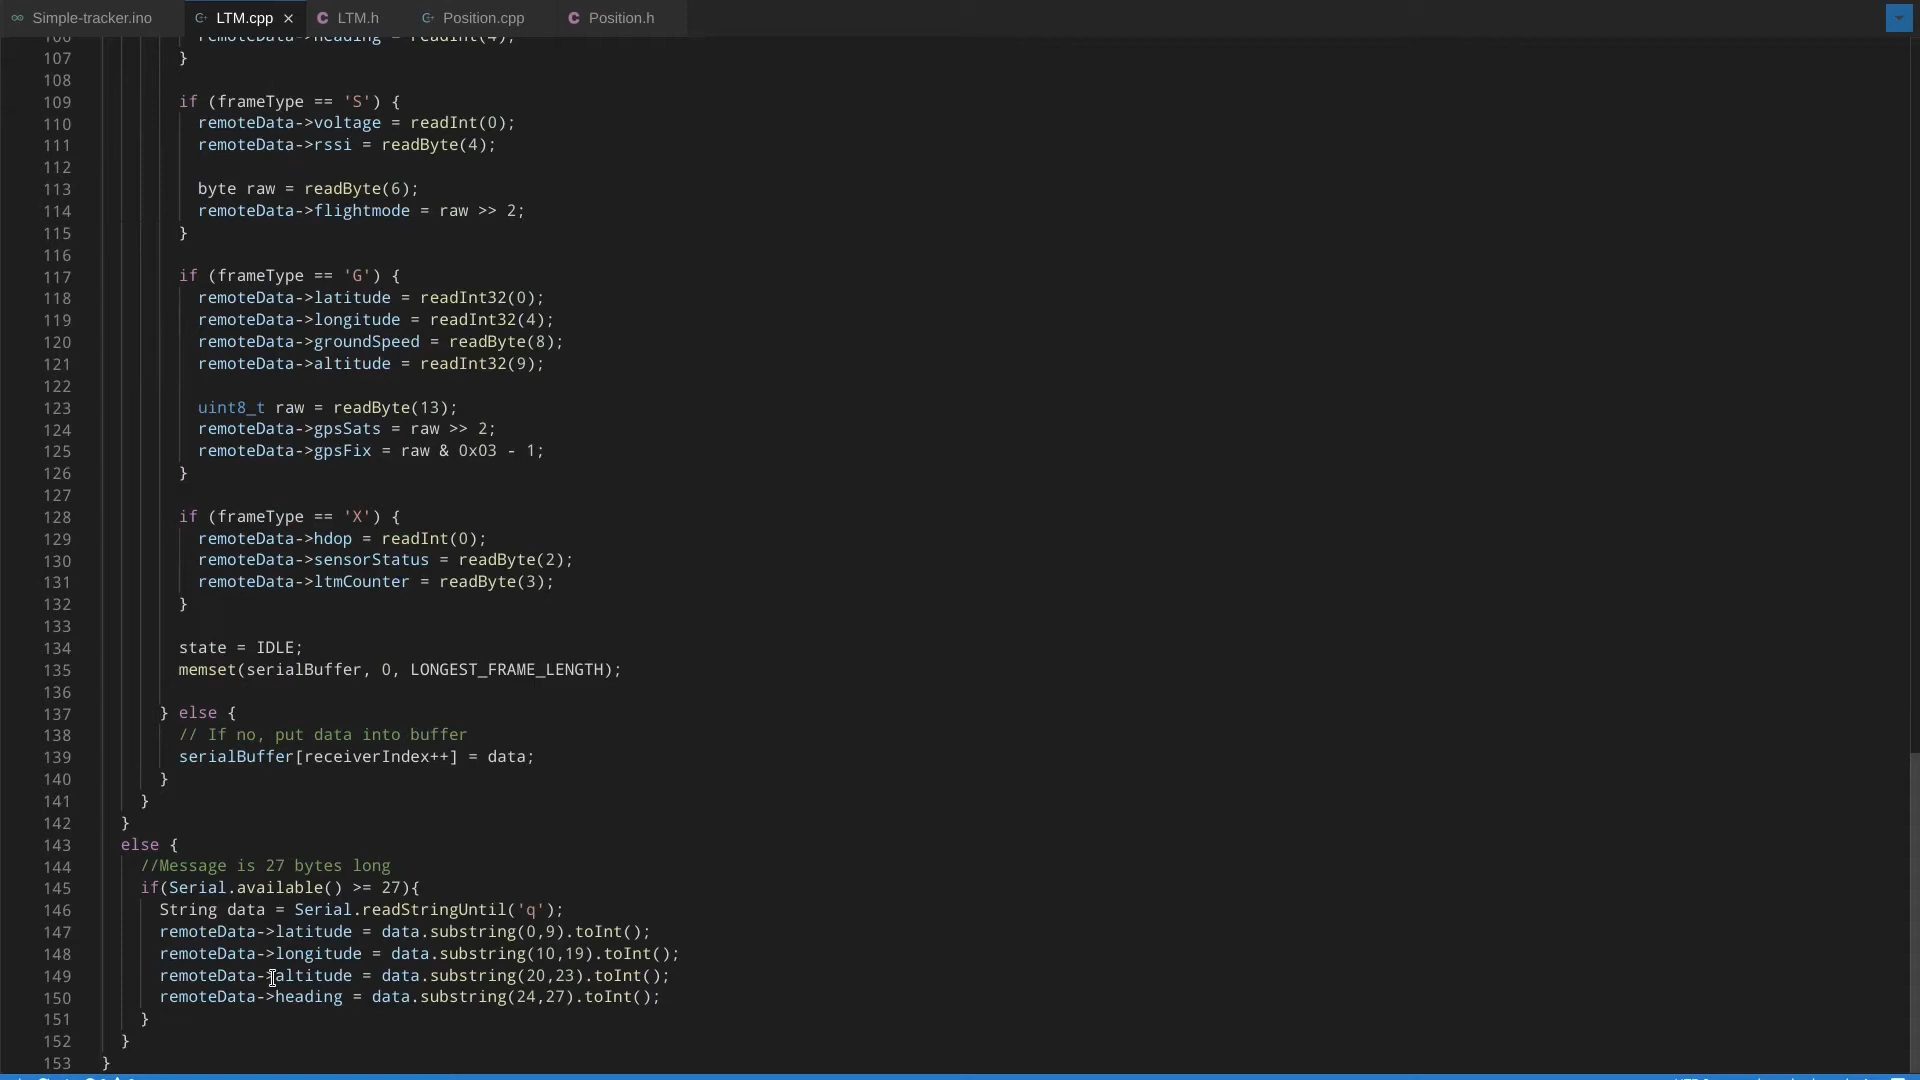 Simple-tracker.ino LTM.cpp LTM.h Position.cpp Position.h
106 remoteData->heading = readInt(4);
107 }
108
109 if (frameType == 'S') {
110 remoteData->voltage = readInt(0);
111 remoteData->rssi = readByte(4);
112
113 byte raw = readByte(6);
114 remoteData->flightmode = raw >> 2;
115 }
116
117 if (frameType == 'G') {
118 remoteData->latitude = readInt32(0);
119 remoteData->longitude = readInt32(4);
120 remoteData->groundSpeed = readByte(8);
121 remoteData->altitude = readInt32(9);
122
123 uint8_t raw = readByte(13);
124 remoteData->gpsSats = raw >> 2;
125 remoteData->gpsFix = raw & 0x03 - 1;
126 }
127
128 if (frameType == 'X') {
129 remoteData->hdop = readInt(0);
130 remoteData->sensorStatus = readByte(2);
131 remoteData->ltmCounter = readByte(3);
132 }
133
134 state = IDLE;
135 memset(serialBuffer, 0, LONGEST_FRAME_LENGTH);
136
137 } else {
138 // If no, put data into buffer
139 serialBuffer[receiverIndex++] = data;
140 }
141 }
142 }
143 else {
144 //Message is 27 bytes long
145 if(Serial.available() >= 27){
146 String data = Serial.readStringUntil('q');
147 remoteData->latitude = data.substring(0,9).toInt();
148 remoteData->longitude = data.substring(10,19).toInt();
149 remoteData->altitude = data.substring(20,23).toInt();
150 remoteData->heading = data.substring(24,27).toInt();
151 }
152 }
153 }